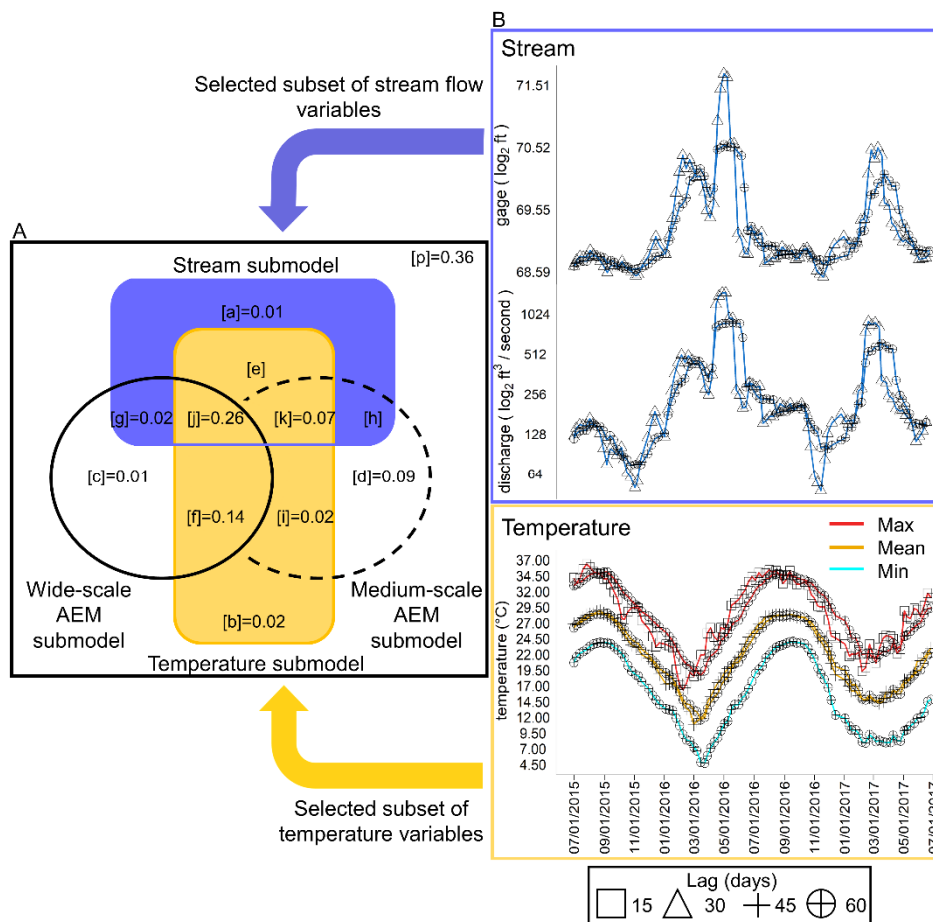 B
Stream
Selected subset of stream flow
variables
71.51
70.52
69.55
68.59
gage ( log₂ ft )
1024
512
256
128
64
discharge ( log₂ ft³ / second )
A
[p]=0.36
Stream submodel
[a]=0.01
[e]
[g]=0.02
[j]=0.26
[k]=0.07
[h]
[c]=0.01
[d]=0.09
[f]=0.14
[i]=0.02
Wide-scale
AEM
submodel
Medium-scale
AEM
submodel
[b]=0.02
Temperature submodel
Selected subset of
temperature variables
Temperature
Max
Mean
Min
37.00
34.50
32.00
29.50
27.00
24.50
22.00
19.50
17.00
14.50
12.00
9.50
7.00
4.50
temperature (°C)
07/01/2015
09/01/2015
11/01/2015
01/01/2016
03/01/2016
05/01/2016
07/01/2016
09/01/2016
11/01/2016
01/01/2017
03/01/2017
05/01/2017
07/01/2017
Lag (days)
15 30 45 60